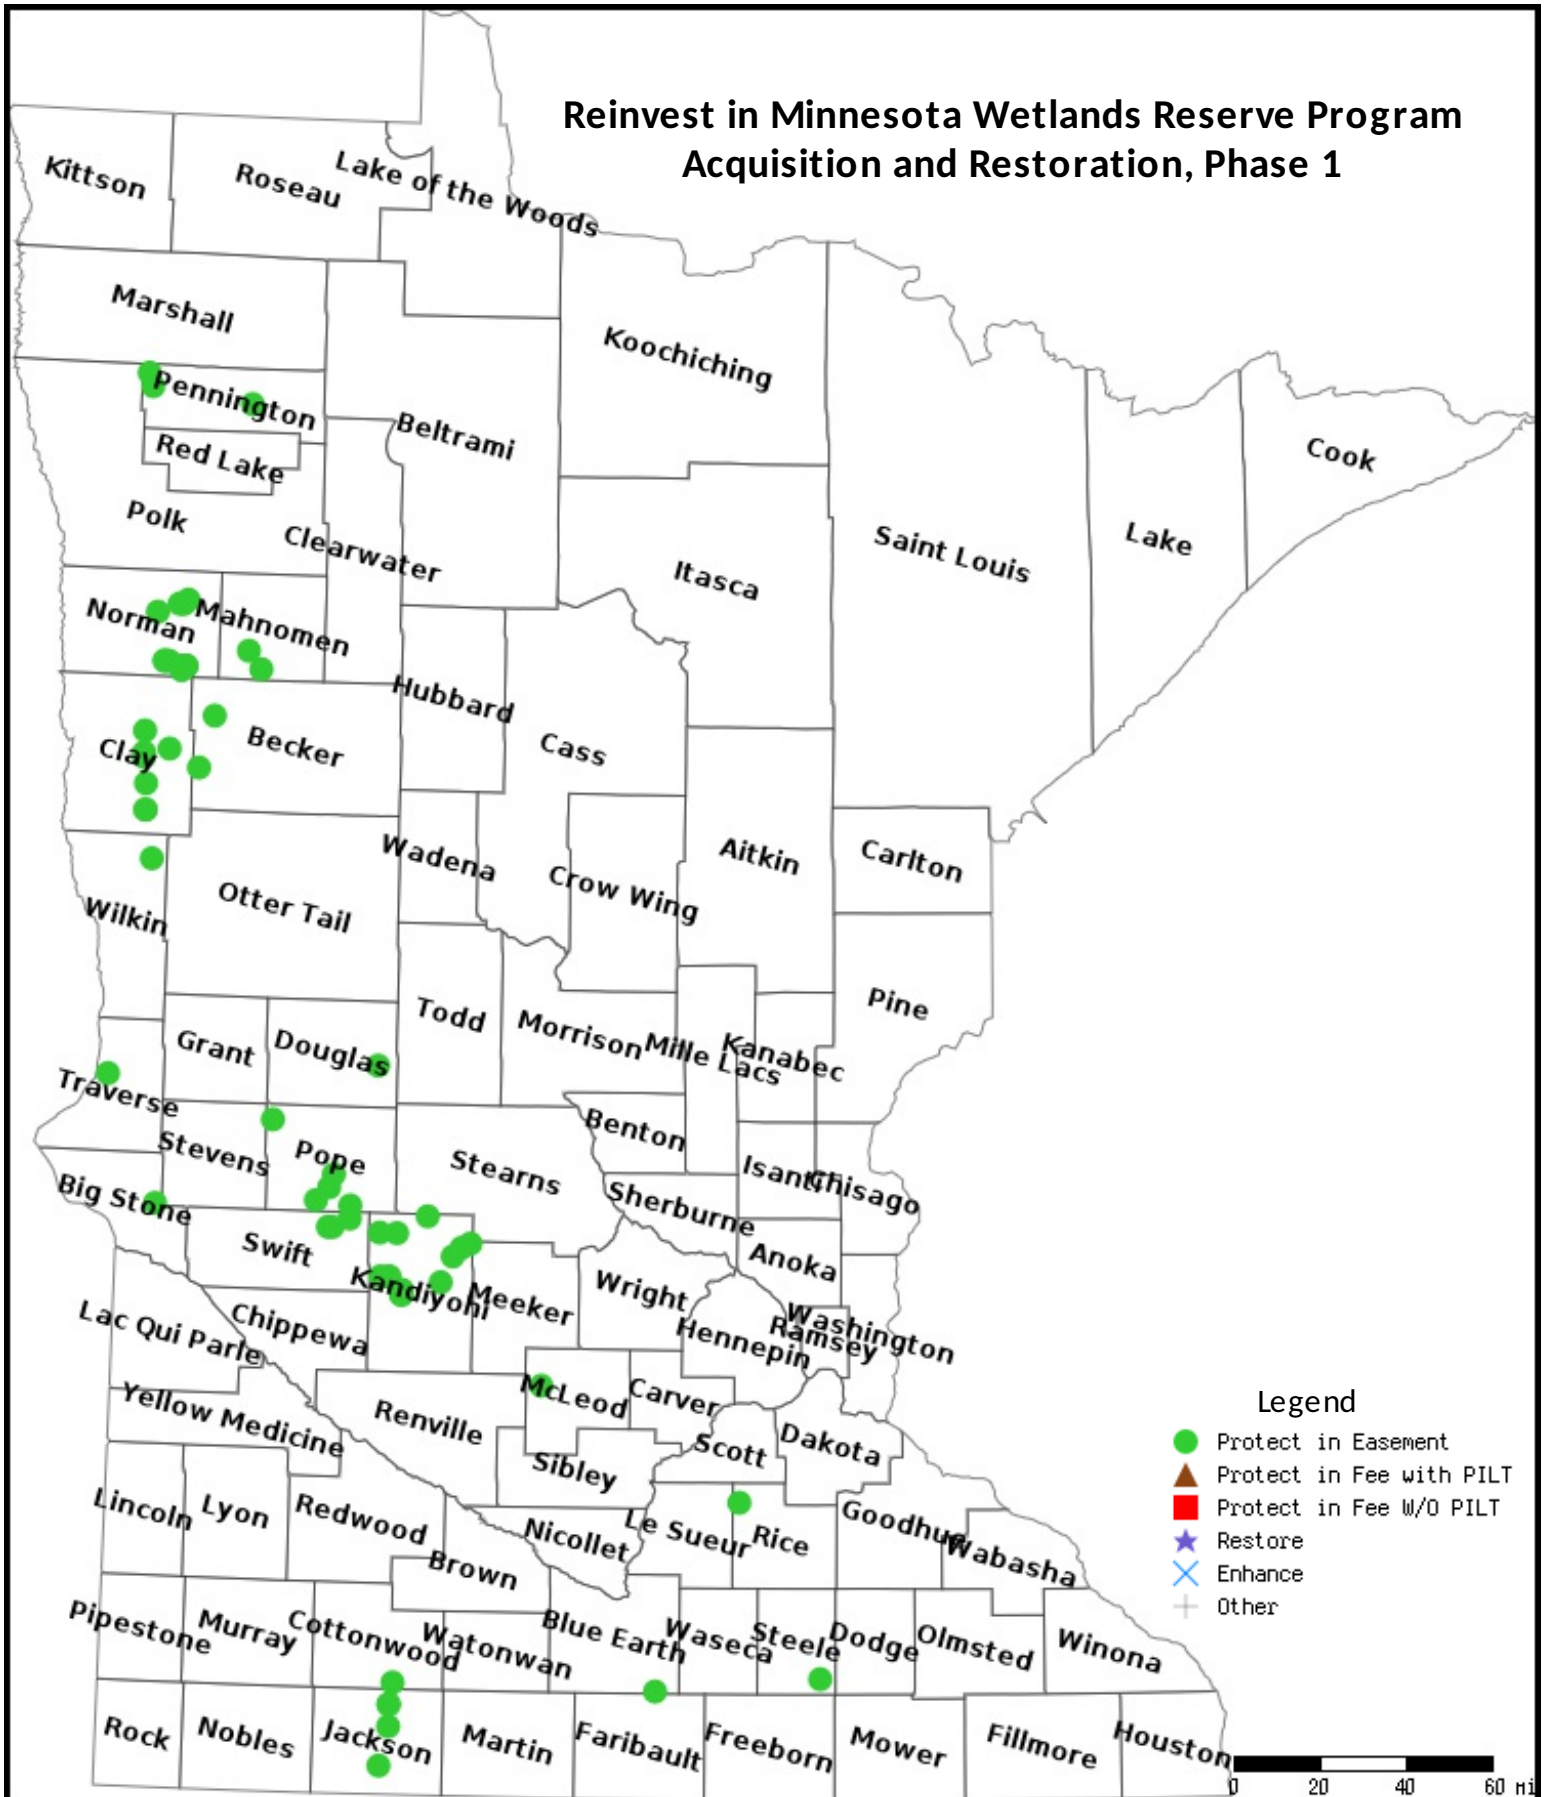 Reinvest in Minnesota Wetlands Reserve Program
Acquisition and Restoration, Phase 1
Kittson
Roseau
Lake of the Woods
Marshall
Koochiching
Pennington
Beltrami
Red Lake
Cook
Polk
Clearwater
Saint Louis
Lake
Itasca
Norman
Mahnomen
Hubbard
Clay
Becker
Cass
Wadena
Aitkin
Carlton
Crow Wing
Wilkin
Otter Tail
Pine
Todd
Morrison
Mille Lacs
Kanabec
Grant
Douglas
Traverse
Stevens
Pope
Benton
Stearns
Isanti
Chisago
Big Stone
Sherburne
Swift
Anoka
Kandiyohi
Meeker
Wright
Washington
Ramsey
Hennepin
Lac Qui Parle
Chippewa
McLeod
Carver
Yellow Medicine
Renville
Scott
Dakota
Sibley
Lincoln
Lyon
Redwood
Nicollet
Le Sueur
Rice
Goodhue
Wabasha
Brown
Pipestone
Murray
Cottonwood
Watonwan
Blue Earth
Waseca
Steele
Dodge
Olmsted
Winona
Rock
Nobles
Jackson
Martin
Faribault
Freeborn
Mower
Fillmore
Houston
Legend
Protect in Easement
Protect in Fee with PILT
Protect in Fee W/O PILT
Restore
Enhance
Other
0 20 40 60 mi